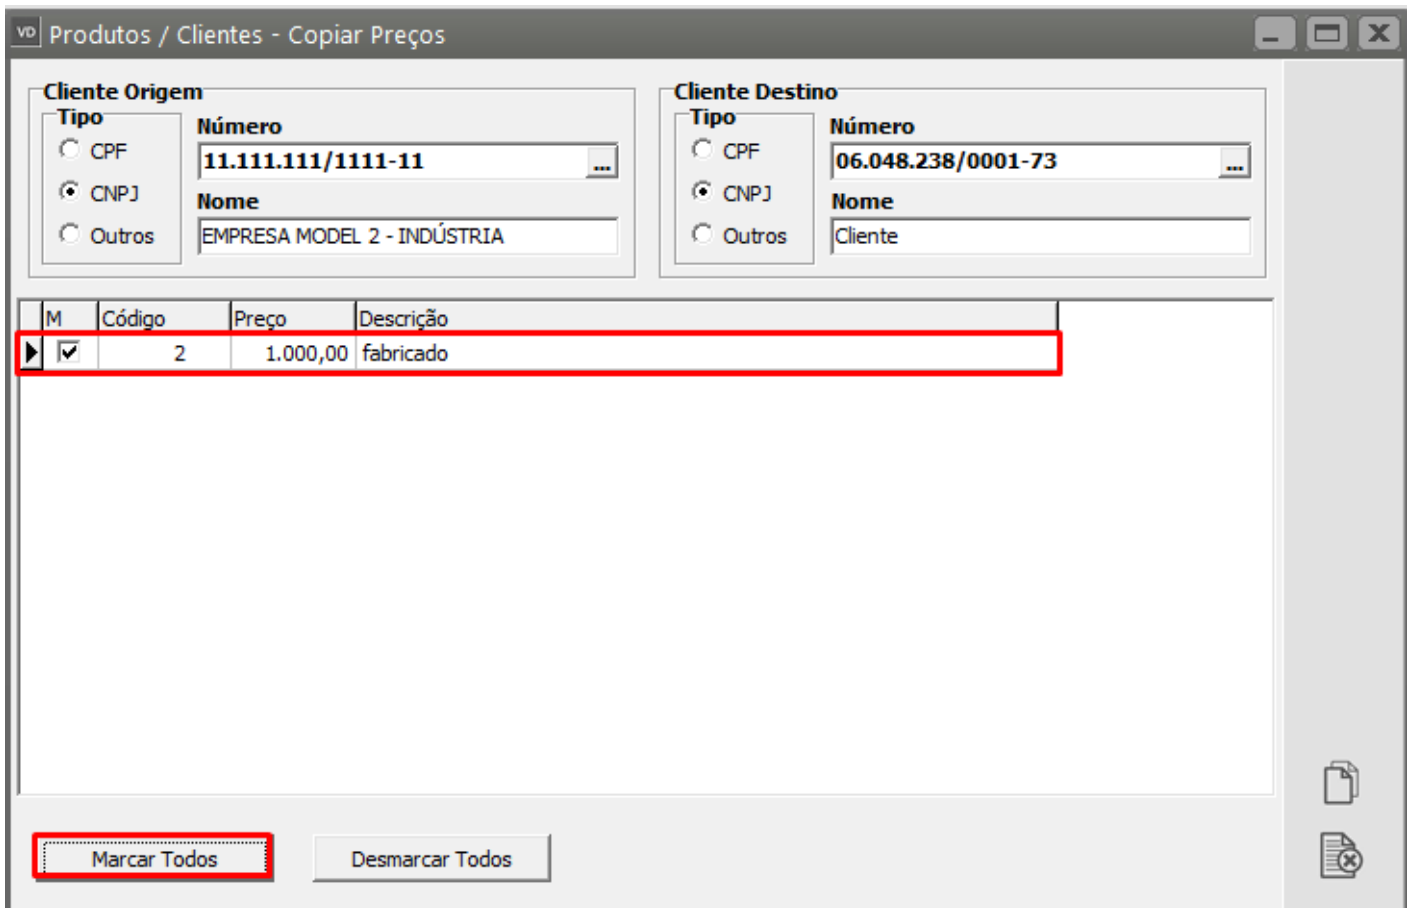 VD Produtos / Clientes - Copiar Preços
Cliente Origem
Tipo
CPF
CNPJ
Outros
Número
11.111.111/1111-11 ...
Nome
EMPRESA MODEL 2 - INDÚSTRIA
Cliente Destino
Tipo
CPF
CNPJ
Outros
Número
06.048.238/0001-73 ...
Nome
Cliente
M Código Preço Descrição
2 1.000,00 fabricado
Marcar Todos Desmarcar Todos